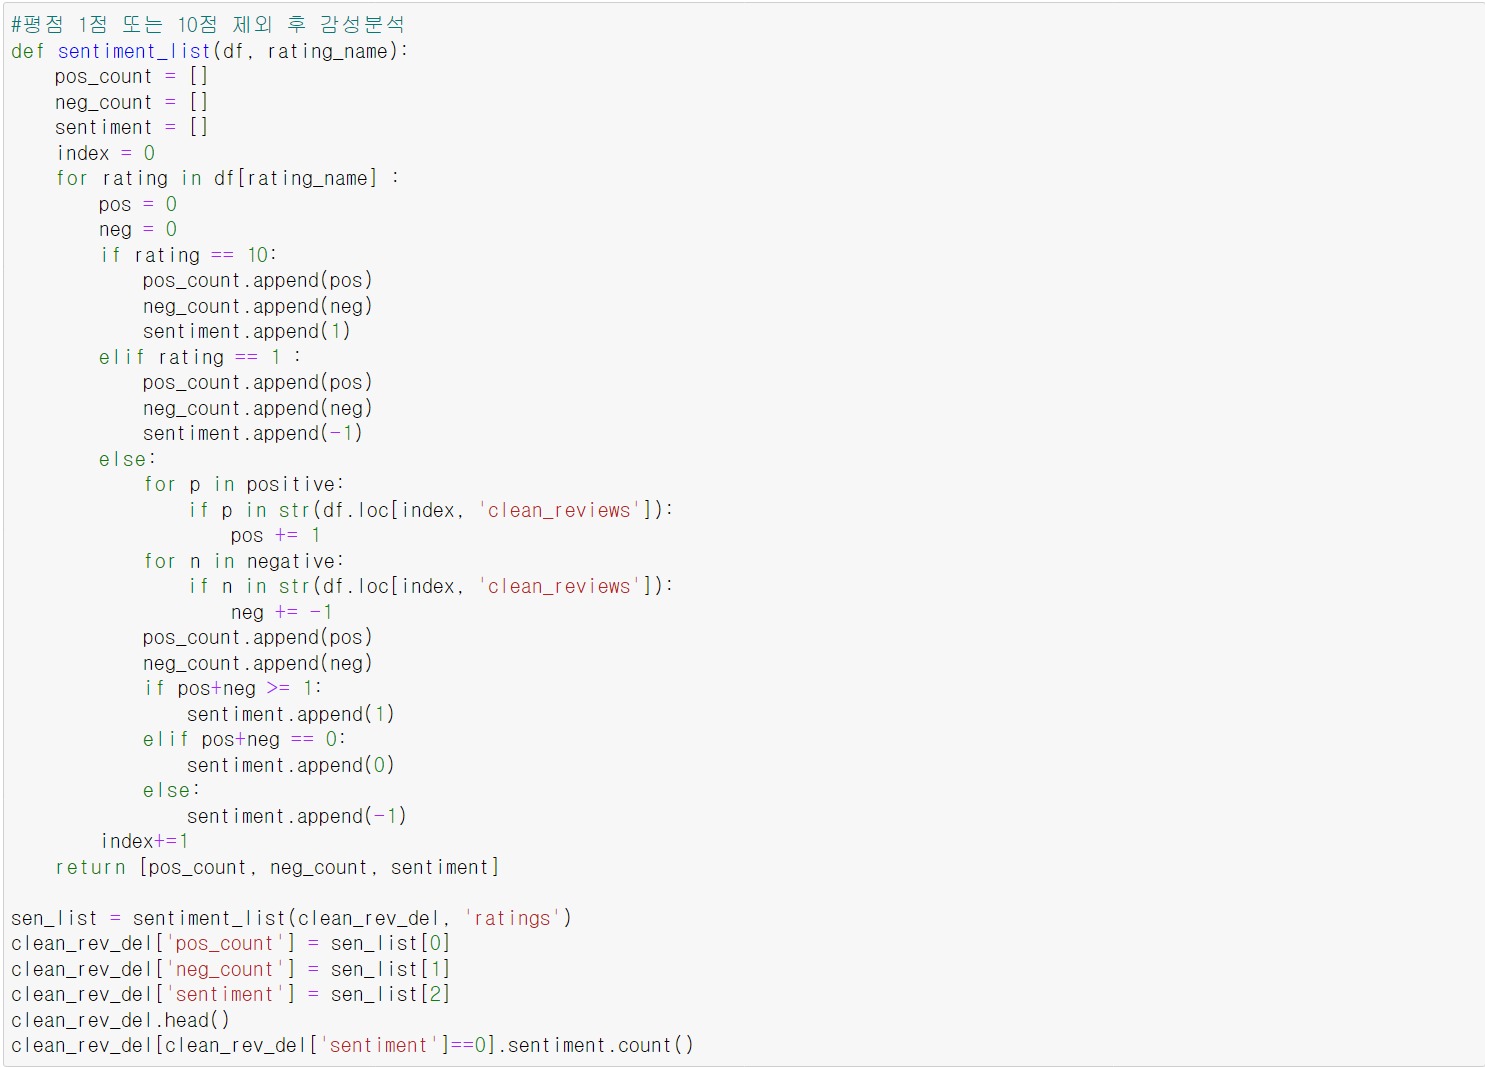 #평점 1점 또는 10점 제외 후 감성분석
def sentiment_list(df, rating_name):
    pos_count = []
    neg_count = []
    sentiment = []
    index = 0
    for rating in df[rating_name] :
        pos = 0
        neg = 0
        if rating == 10:
            pos_count.append(pos)
            neg_count.append(neg)
            sentiment.append(1)
        elif rating == 1 :
            pos_count.append(pos)
            neg_count.append(neg)
            sentiment.append(-1)
        else:
            for p in positive:
                if p in str(df.loc[index, 'clean_reviews']):
                    pos += 1
            for n in negative:
                if n in str(df.loc[index, 'clean_reviews']):
                    neg += -1
            pos_count.append(pos)
            neg_count.append(neg)
            if pos+neg >= 1:
                sentiment.append(1)
            elif pos+neg == 0:
                sentiment.append(0)
            else:
                sentiment.append(-1)
        index+=1
    return [pos_count, neg_count, sentiment]

sen_list = sentiment_list(clean_rev_del, 'ratings')
clean_rev_del['pos_count'] = sen_list[0]
clean_rev_del['neg_count'] = sen_list[1]
clean_rev_del['sentiment'] = sen_list[2]
clean_rev_del.head()
clean_rev_del[clean_rev_del['sentiment']==0].sentiment.count()